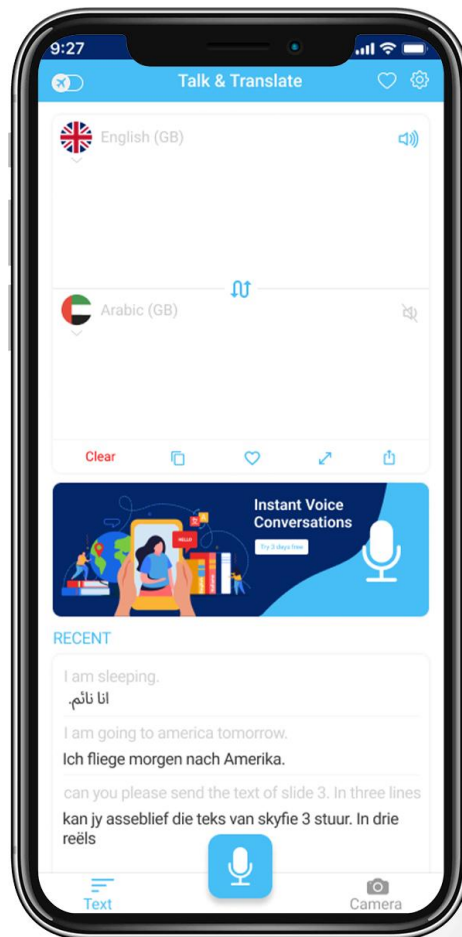 9:27
Talk & Translate
English (GB)
Arabic (GB)
Clear
Instant Voice
Conversations
Try 3 days free
HELLO
RECENT
I am sleeping.
انا نائم.
I am going to america tomorrow.
Ich fliege morgen nach Amerika.
can you please send the text of slide 3. In three lines
kan jy asseblief die teks van skyfie 3 stuur. In drie
reëls
Text
Camera